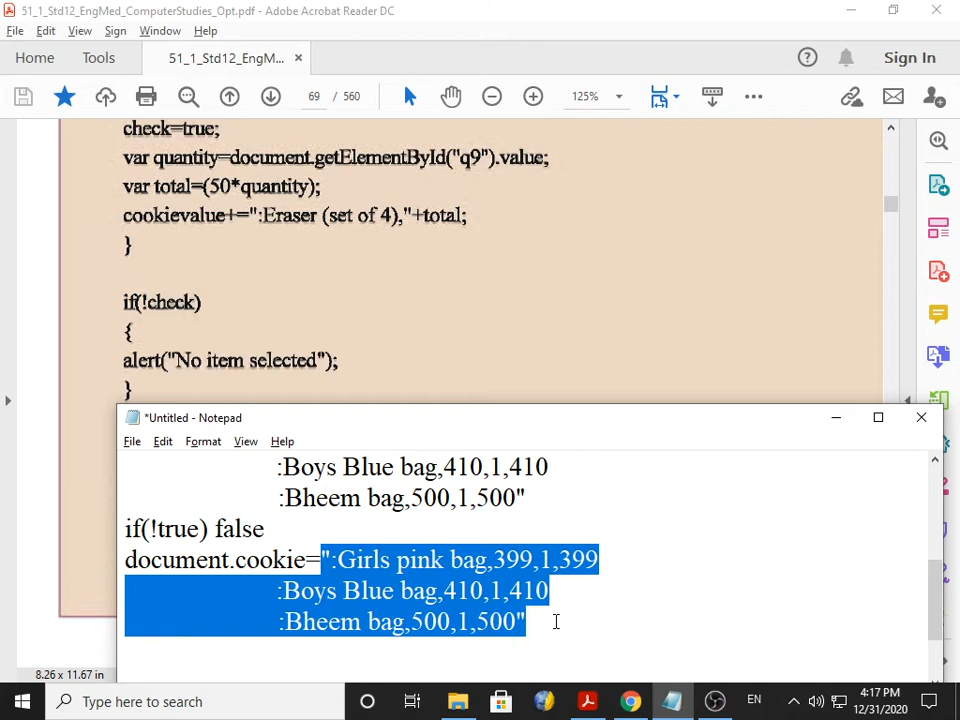 51_1_Std12_EngMed_ComputerStudies_Opt.pdf - Adobe Acrobat Reader DC
File Edit View Sign Window Help
Home Tools 51_1_Std12_EngM... × Sign In
69 / 560 125%
check=true;
var quantity=document.getElementById("q9").value;
var total=(50*quantity);
cookievalue+=":Eraser (set of 4),"+total;
}
if(!check)
{
alert("No item selected");
}
*Untitled - Notepad
File Edit Format View Help
:Boys Blue bag,410,1,410
:Bheem bag,500,1,500"
if(!true) false
document.cookie=":Girls pink bag,399,1,399
:Boys Blue bag,410,1,410
:Bheem bag,500,1,500"
8.26 x 11.67 in
Type here to search
EN
4:17 PM
12/31/2020